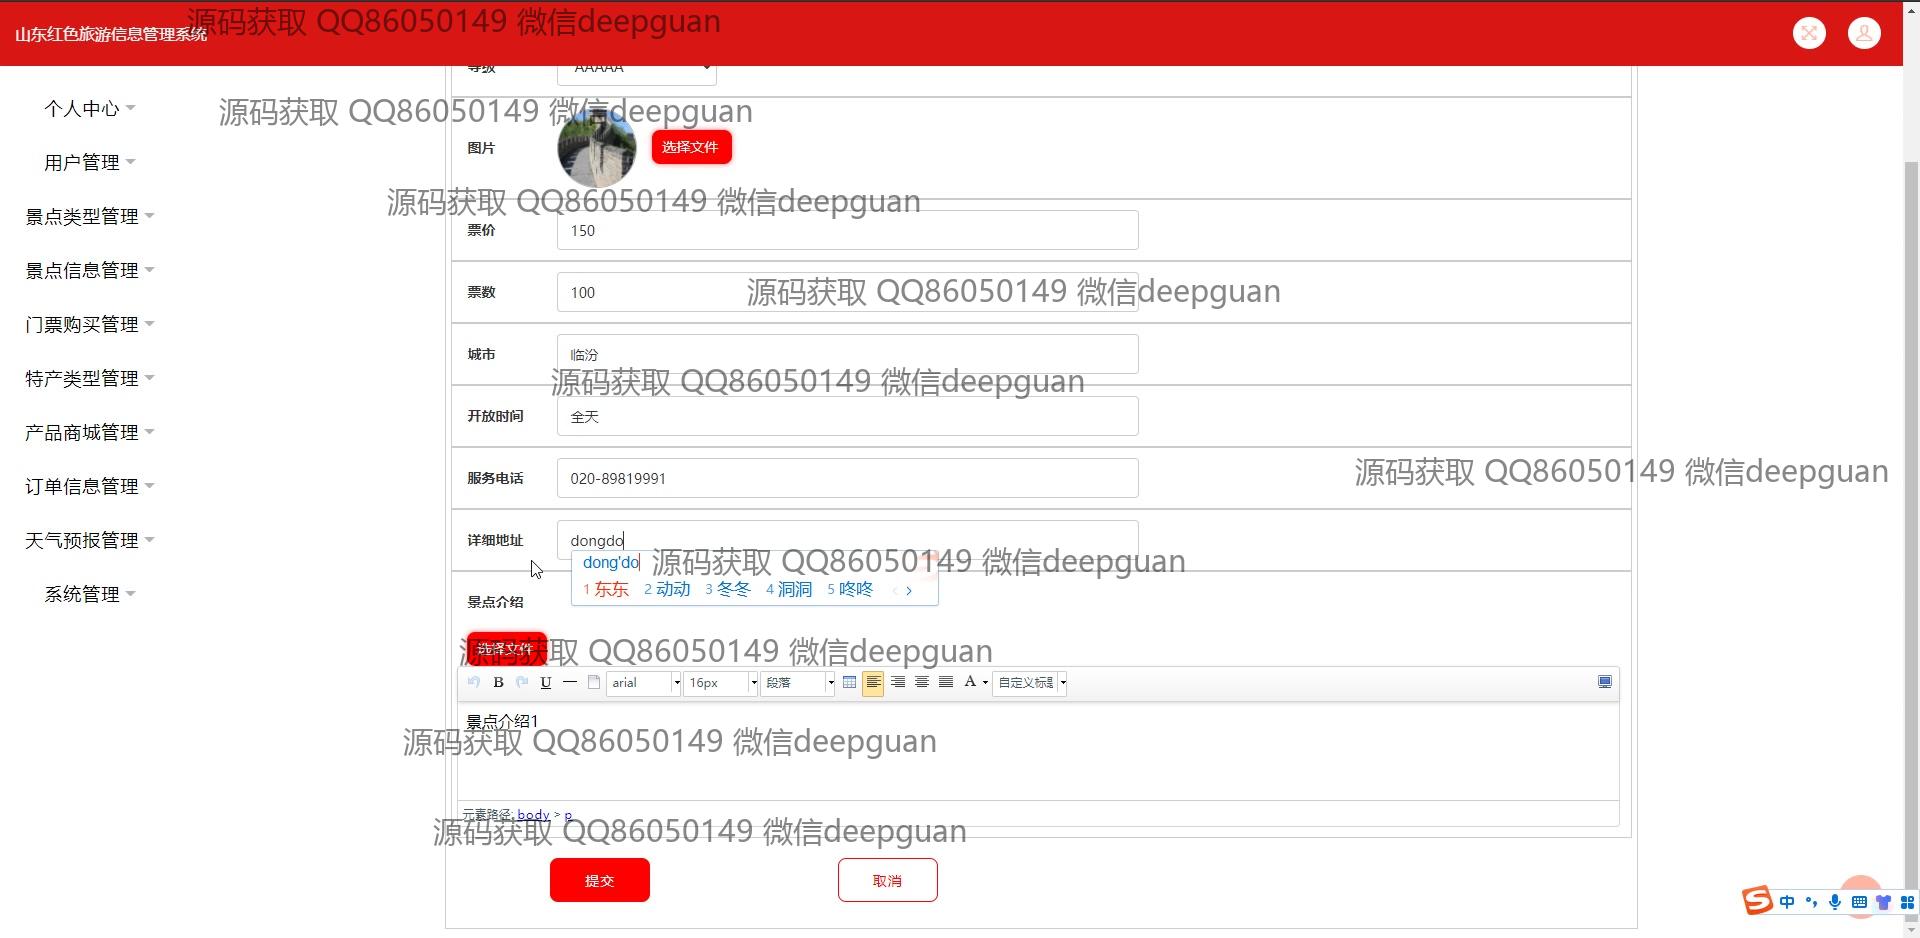 源码获取 QQ86050149 微信deepguan
山东红色旅游信息管理系统
等级 AAAAA
个人中心
源码获取 QQ86050149 微信deepguan
图片 选择文件
用户管理
源码获取 QQ86050149 微信deepguan
景点类型管理
票价 150
景点信息管理
票数 100
源码获取 QQ86050149 微信deepguan
门票购买管理
城市 临汾
特产类型管理
源码获取 QQ86050149 微信deepguan
开放时间 全天
产品商城管理
源码获取 QQ86050149 微信deepguan
服务电话 020-89819991
订单信息管理
详细地址 dongdo
天气预报管理
dong'do
源码获取 QQ86050149 微信deepguan
1 东东 2 动动 3 冬冬 4 洞洞 5 咚咚
系统管理
景点介绍
选择文件
源码获取 QQ86050149 微信deepguan
B U arial 16px 段落 A 自定义标题
景点介绍1
源码获取 QQ86050149 微信deepguan
元素路径: body > p
源码获取 QQ86050149 微信deepguan
提交 取消
S 中